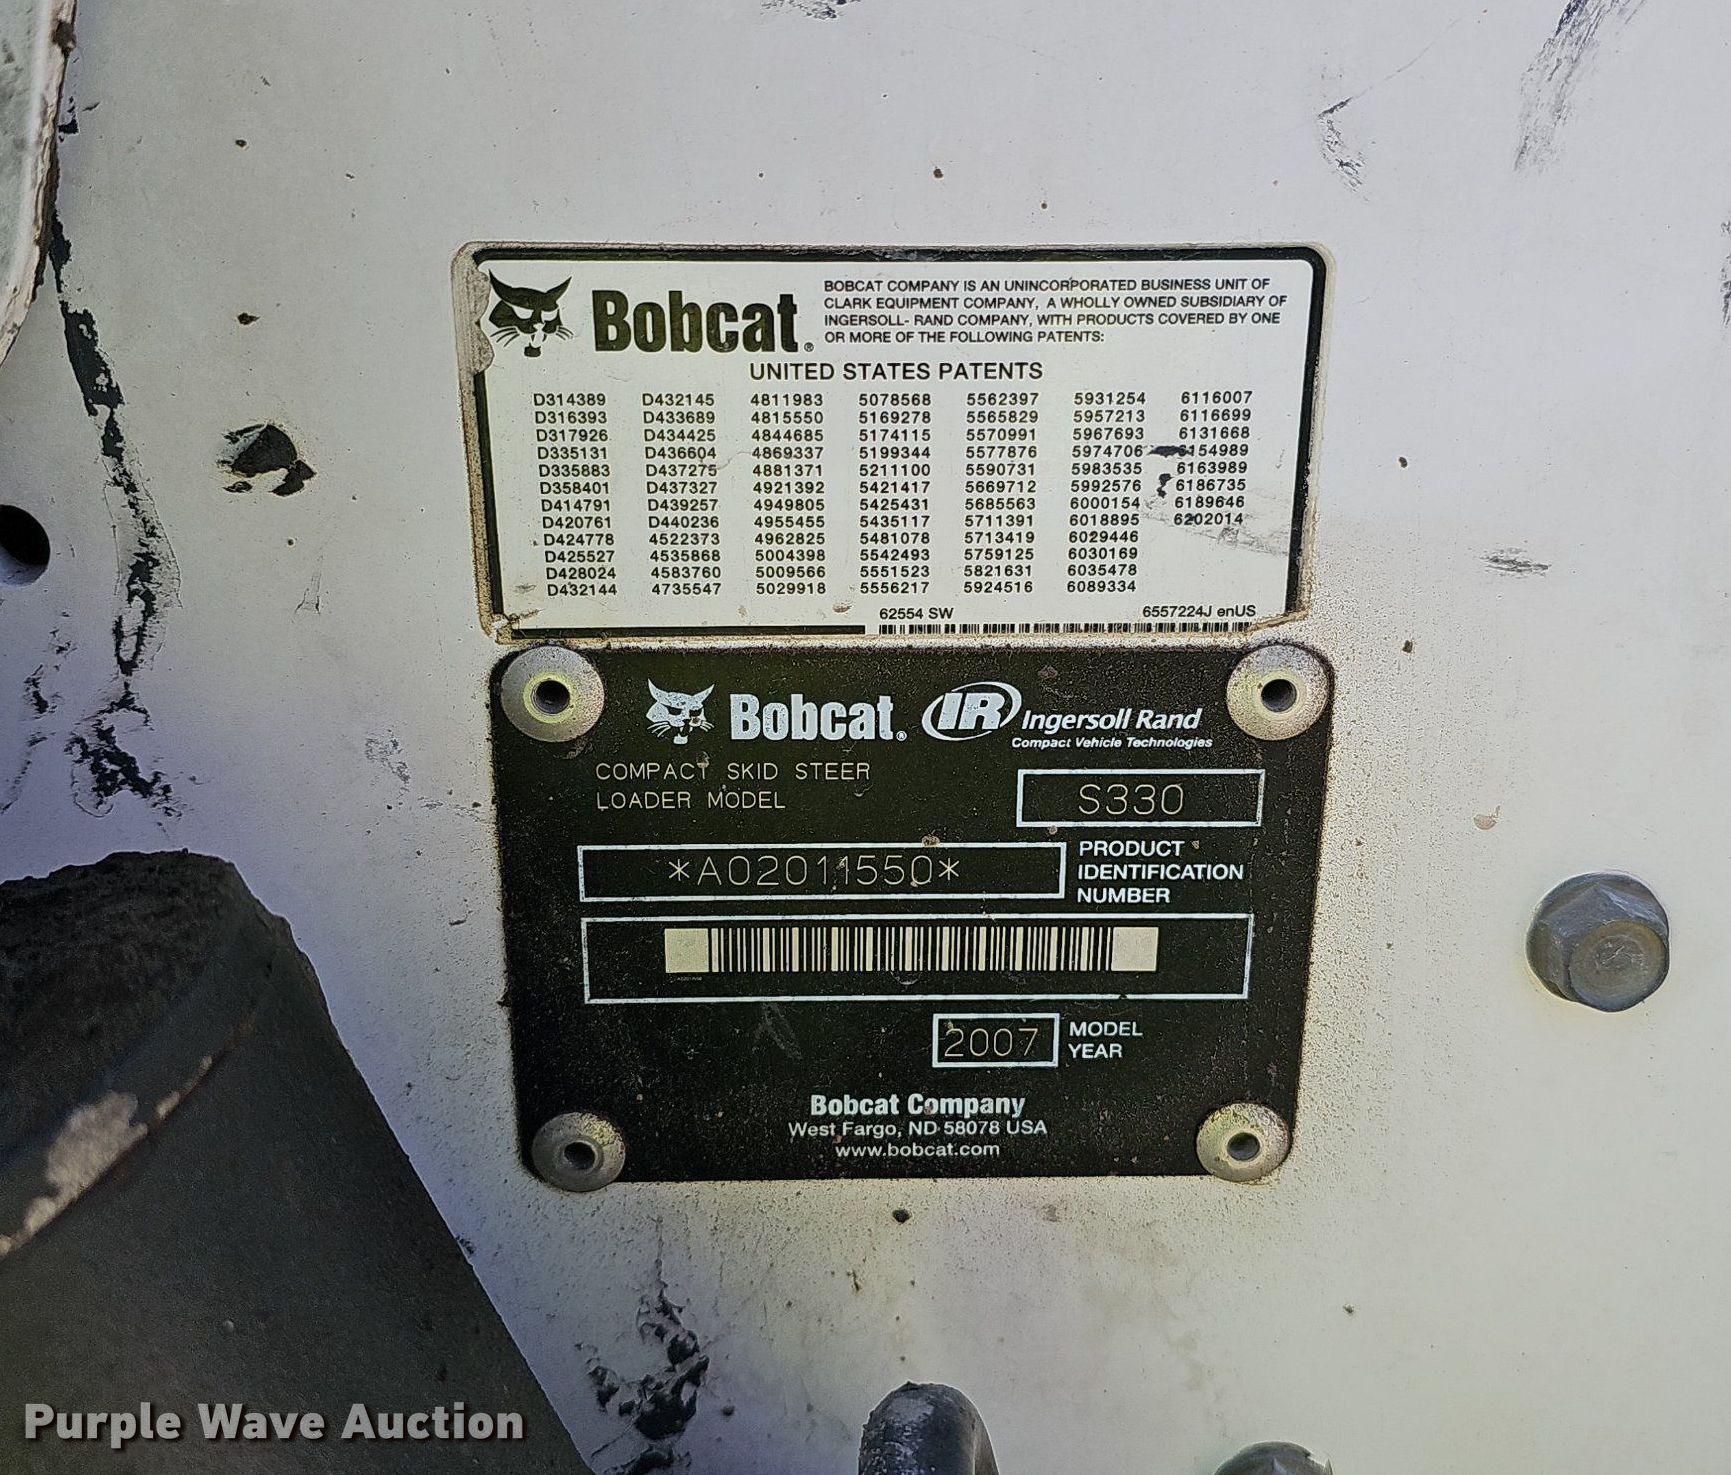 Bobcat®
BOBCAT COMPANY IS AN UNINCORPORATED BUSINESS UNIT OF
CLARK EQUIPMENT COMPANY, A WHOLLY OWNED SUBSIDIARY OF
INGERSOLL- RAND COMPANY, WITH PRODUCTS COVERED BY ONE
OR MORE OF THE FOLLOWING PATENTS:
UNITED STATES PATENTS
D314389 D432145 4811983 5078568 5562397 5931254 6116007
D316393 D433689 4815550 5169278 5565829 5957213 6116699
D317926 D434425 4844685 5174115 5570991 5967693 6131668
D335131 D436604 4869337 5199344 5577876 5974706 6154989
D335883 D437275 4881371 5211100 5590731 5983535 6163989
D358401 D437327 4921392 5421417 5669712 5992576 6186735
D414791 D439257 4949805 5425431 5685563 6000154 6189646
D420761 D440236 4955455 5435117 5711391 6018895 6202014
D424778 4522373 4962825 5481078 5713419 6029446
D425527 4535868 5004398 5542493 5759125 6030169
D428024 4583760 5009566 5551523 5821631 6035478
D432144 4735547 5029918 5556217 5924516 6089334
62554 SW 6557224J enUS
Bobcat® IR Ingersoll Rand
Compact Vehicle Technologies
COMPACT SKID STEER
LOADER MODEL S330
*A02011550* PRODUCT
IDENTIFICATION
NUMBER
2007 MODEL
YEAR
Bobcat Company
West Fargo, ND 58078 USA
www.bobcat.com
Purple Wave Auction